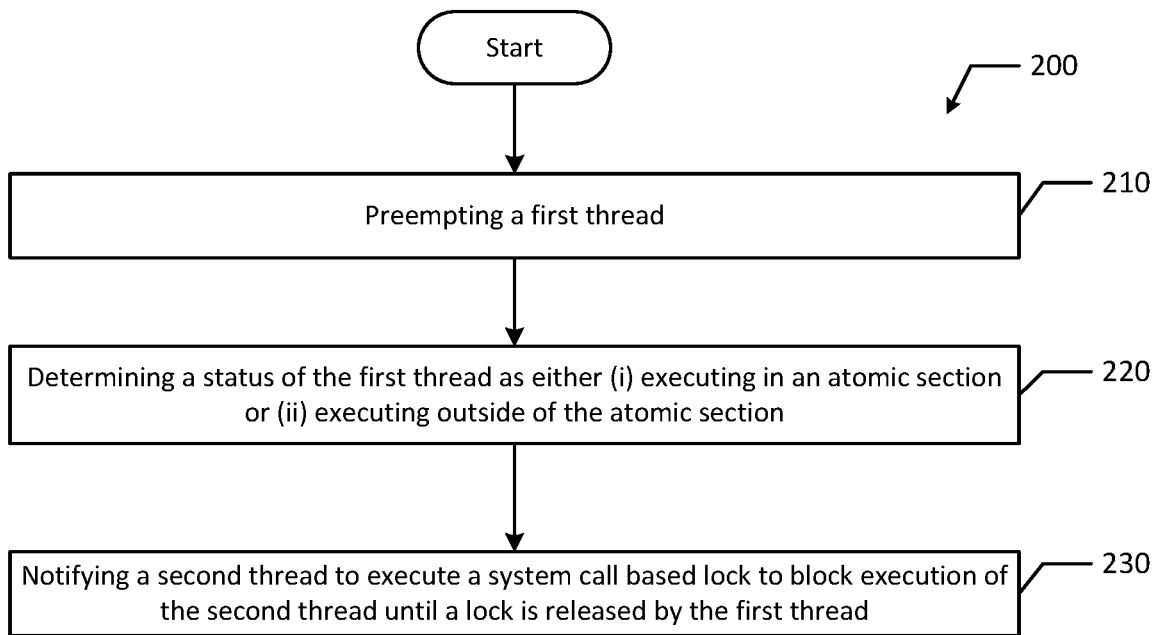 Start
200
Preempting a first thread
210
Determining a status of the first thread as either (i) executing in an atomic section
or (ii) executing outside of the atomic section
220
Notifying a second thread to execute a system call based lock to block execution of
the second thread until a lock is released by the first thread
230